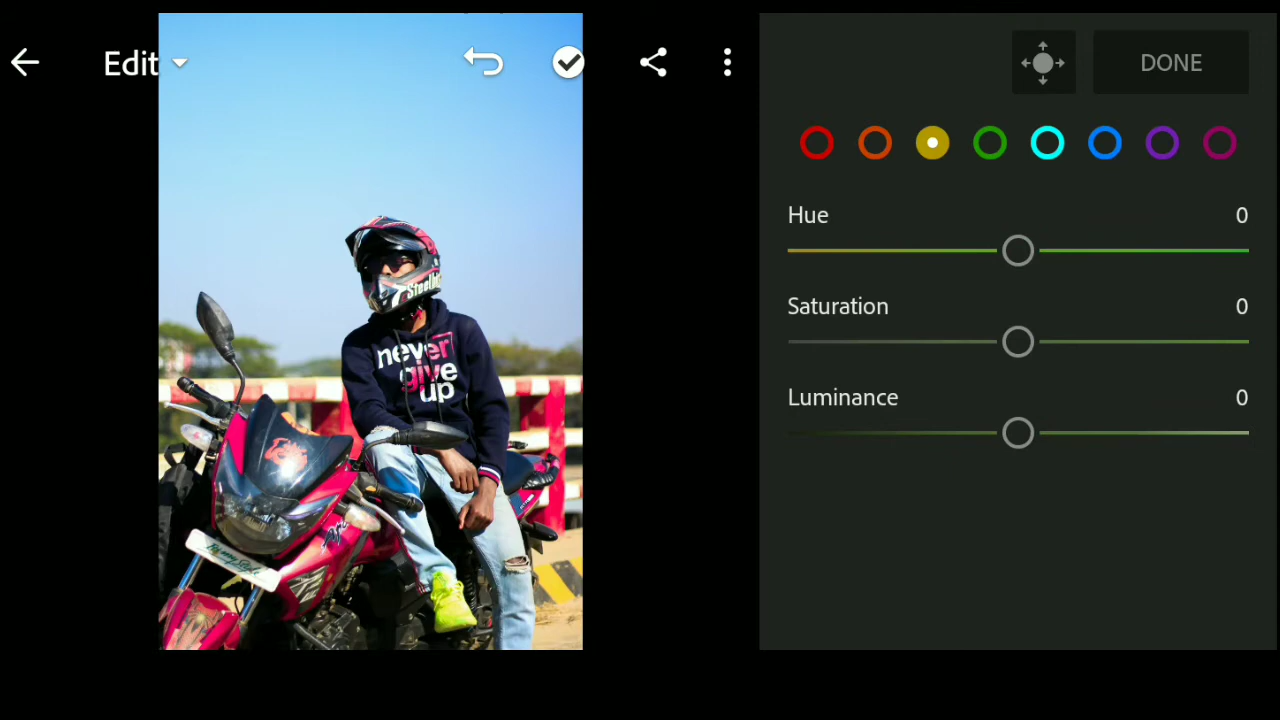 Edit
DONE
Hue 0
Saturation 0
Luminance 0
never
give
up